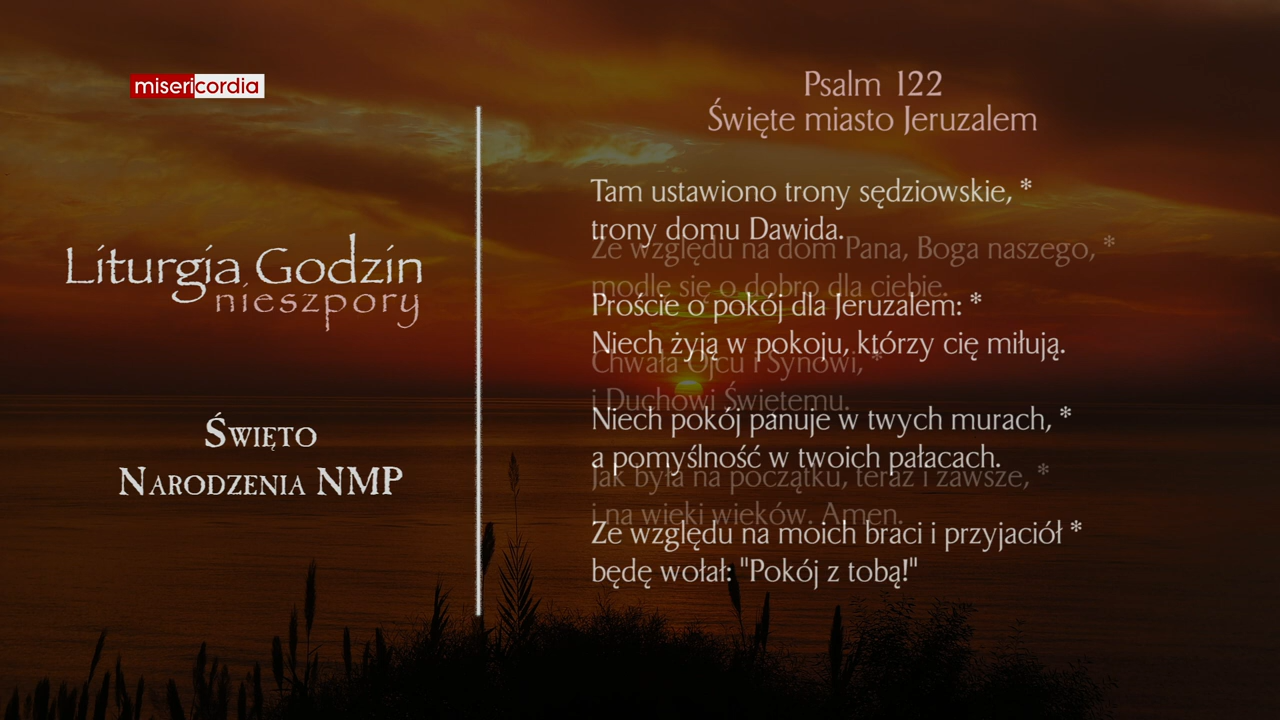 misericordia
Psalm 122
Święte miasto Jeruzalem
Liturgia Godzin
nieszpory
Święto
Narodzenia NMP
Tam ustawiono trony sędziowskie, *
trony domu Dawida.
Ze względu na dom Pana, Boga naszego, *
modlę się o dobro dla ciebie.
Proście o pokój dla Jeruzalem: *
Niech żyją w pokoju, którzy cię miłują.
Chwała Ojcu i Synowi, *
i Duchowi Świętemu.
Niech pokój panuje w twych murach, *
a pomyślność w twoich pałacach.
Jak była na początku, teraz i zawsze, *
i na wieki wieków. Amen.
Ze względu na moich braci i przyjaciół *
będę wołał: "Pokój z tobą!"